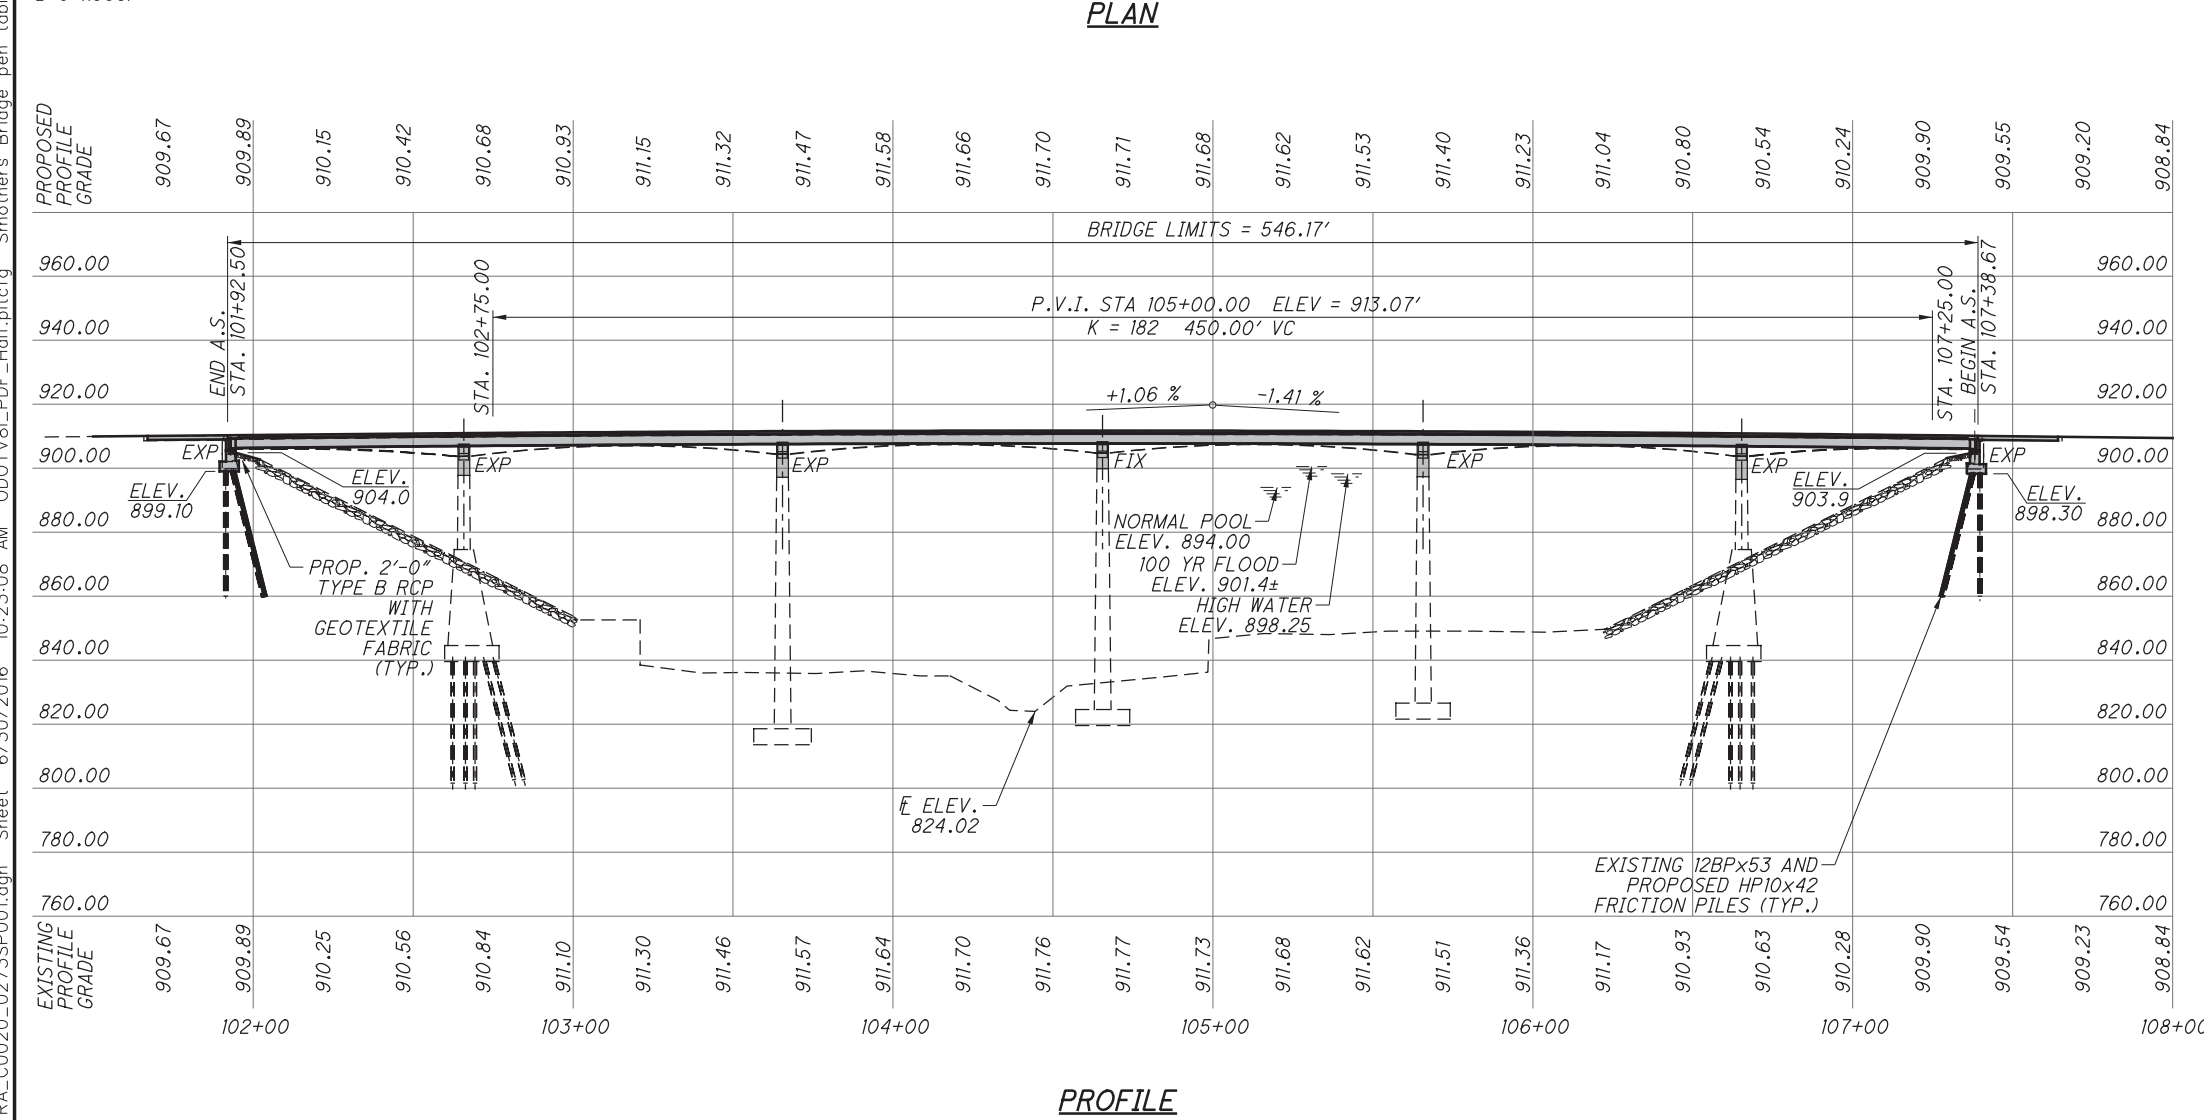 PLAN
PROPOSED
PROFILE
GRADE
909.67 909.89 910.15 910.42 910.68 910.93 911.15 911.32 911.47 911.58 911.66 911.70 911.71 911.68 911.62 911.53 911.40 911.23 911.04 910.80 910.54 910.24 909.90 909.55 909.20 908.84
BRIDGE LIMITS = 546.17'
END A.S.
STA. 101+92.50
STA. 102+75.00
P.V.I. STA 105+00.00 ELEV = 913.07'
K = 182 450.00' VC
STA. 107+25.00
BEGIN A.S.
STA. 107+38.67
+1.06 % -1.41 %
960.00 960.00
940.00 940.00
920.00 920.00
900.00 900.00
880.00 880.00
860.00 860.00
840.00 840.00
820.00 820.00
800.00 800.00
780.00 780.00
760.00 760.00
EXP EXP EXP FIX EXP EXP EXP
ELEV.
899.10
ELEV.
904.0
PROP. 2'-0"
TYPE B RCP
WITH
GEOTEXTILE
FABRIC
(TYP.)
NORMAL POOL
ELEV. 894.00
100 YR FLOOD
ELEV. 901.4±
HIGH WATER
ELEV. 898.25
ELEV.
903.9
ELEV.
898.30
ELEV.
824.02
EXISTING 12BPx53 AND
PROPOSED HP10x42
FRICTION PILES (TYP.)
EXISTING
PROFILE
GRADE
909.67 909.89 910.25 910.56 910.84 911.10 911.30 911.46 911.57 911.64 911.70 911.76 911.77 911.73 911.68 911.62 911.51 911.36 911.17 910.93 910.63 910.28 909.90 909.54 909.23 908.84
102+00 103+00 104+00 105+00 106+00 107+00 108+00
PROFILE
Sheet 6/30/2016 10:23:08 AM
Smothers Bridge pen